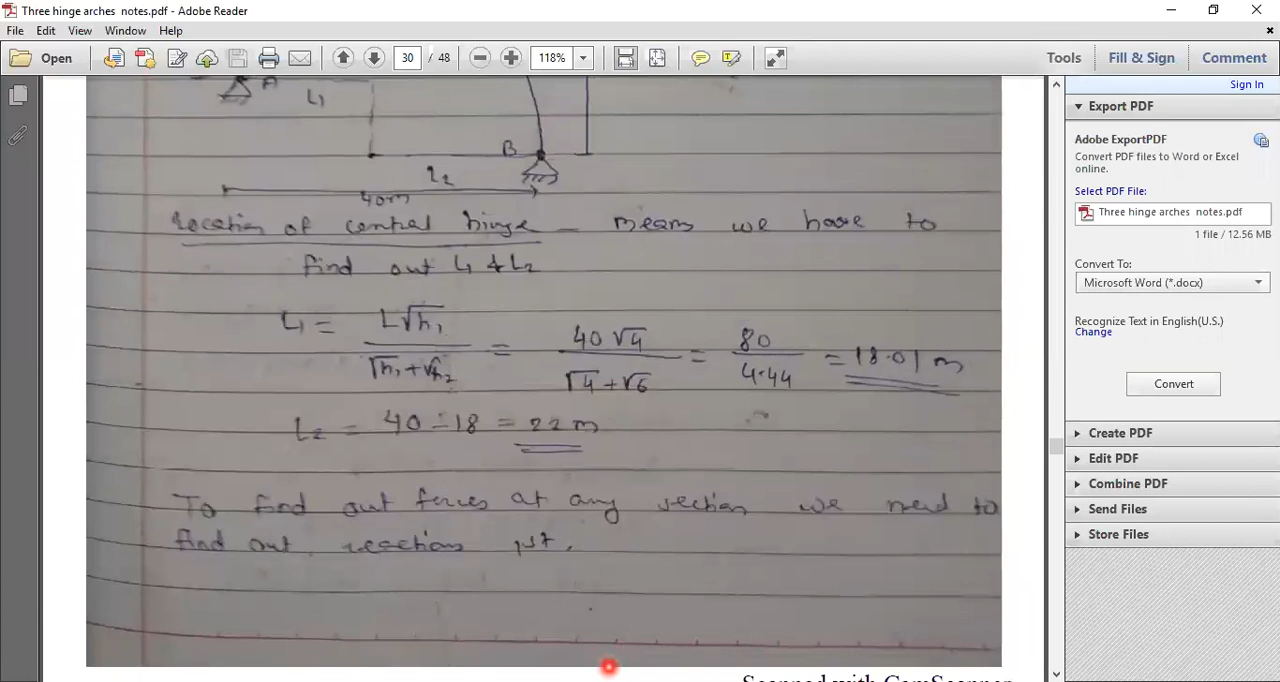 Three hinge arches notes.pdf - Adobe Reader
File Edit View Window Help
Open 30 / 48 118% Tools Fill & Sign Comment
Sign In
Export PDF
Adobe ExportPDF
Convert PDF files to Word or Excel
online.
Select PDF File:
Three hinge arches notes.pdf
1 file / 12.56 MB
Convert To:
Microsoft Word (*.docx)
Recognize Text in English(U.S.)
Change
Convert
Create PDF
Edit PDF
Combine PDF
Send Files
Store Files
A
L1
B
L2
40m
Location of central hinge - means we have to
find out L1 & L2
L1 = L√h1 / √h1+√h2 = 40√4 / √4+√6 = 80 / 4.44 = 18.01 m
L2 = 40-18 = 22 m
To find out forces at any section we need to
find out reactions 1st.
Scanned with CamScanner